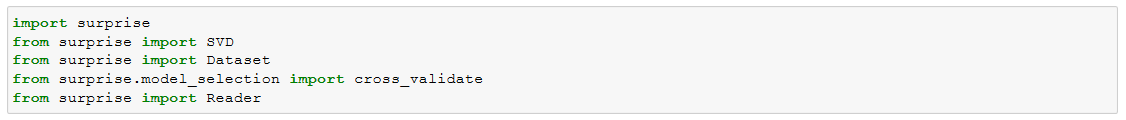 import surprise
from surprise import SVD
from surprise import Dataset
from surprise.model_selection import cross_validate
from surprise import Reader